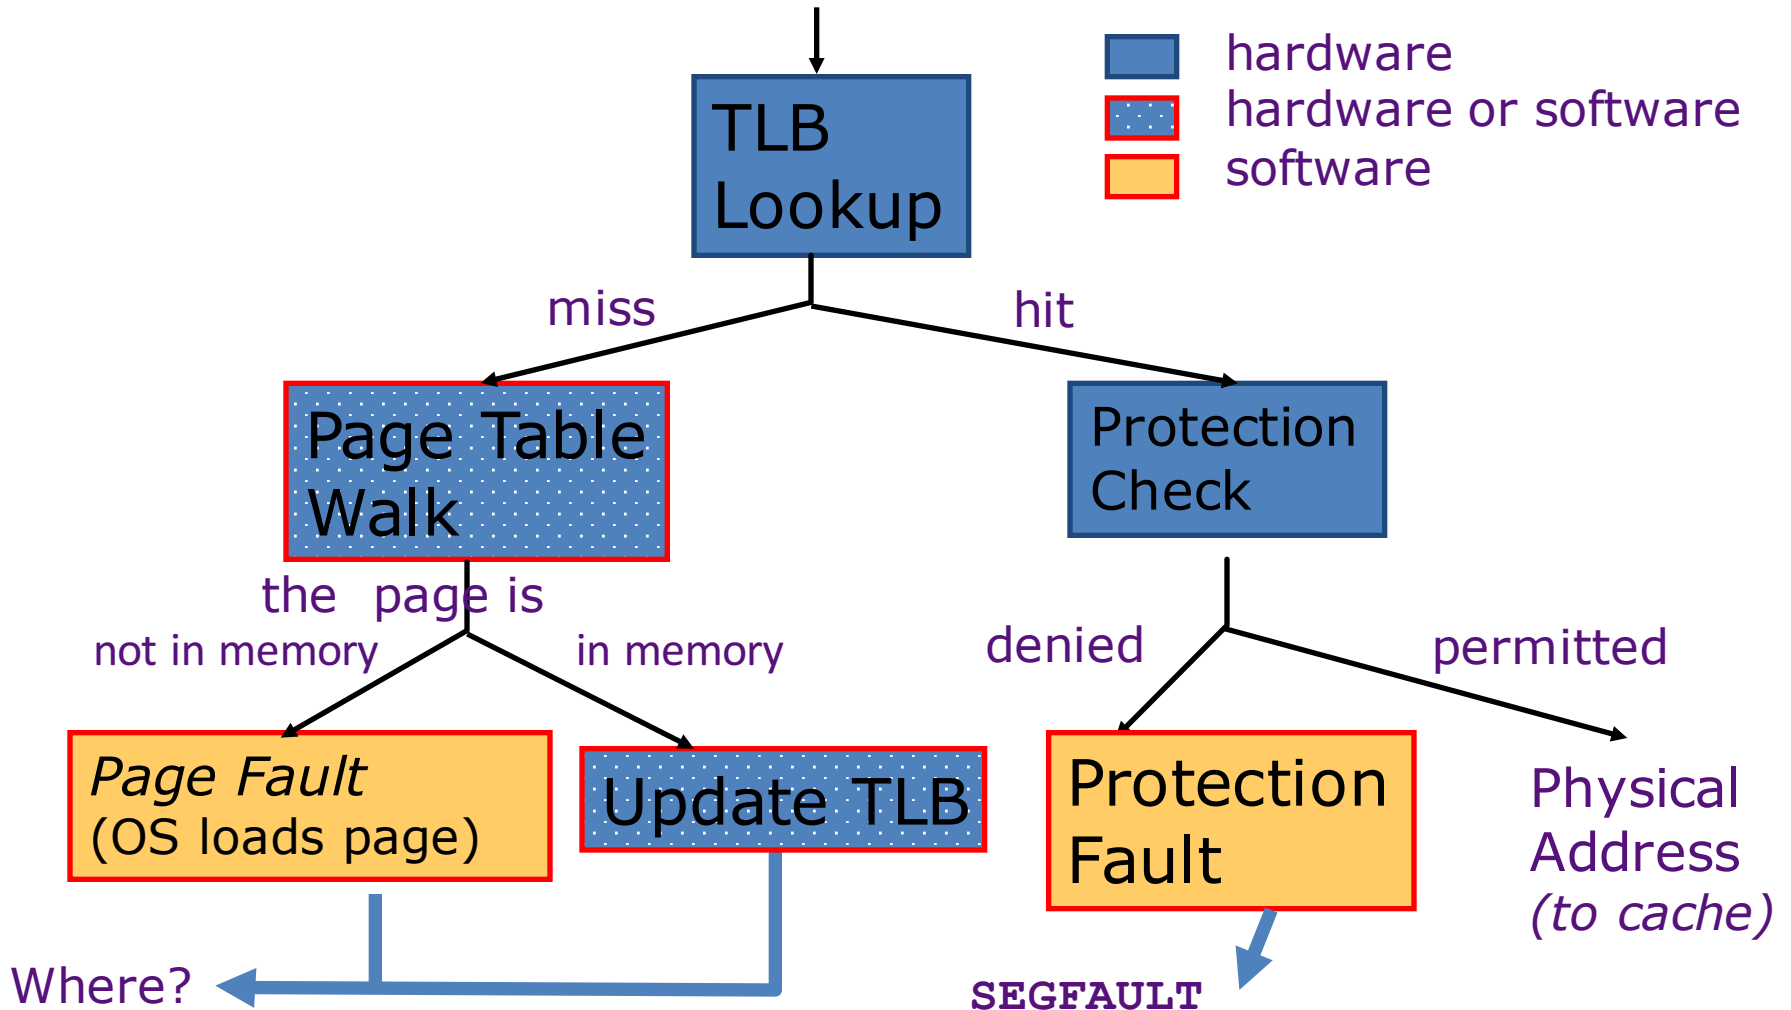 hardware
hardware or software
software
TLB
Lookup
miss
hit
Page Table
Walk
Protection
Check
the page is
not in memory
in memory
denied
permitted
Page Fault
(OS loads page)
Update TLB
Protection
Fault
Physical
Address
(to cache)
Where?
SEGFAULT